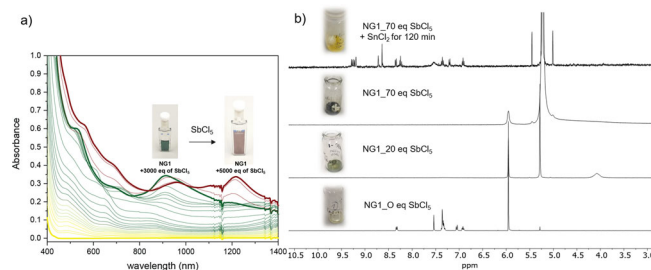 a)
1.0
0.9
0.8
0.7
0.6
0.5
0.4
0.3
0.2
0.1
0.0
Absorbance
400 600 800 1000 1200 1400
wavelength (nm)
SbCl5
NG1
+3000 eq of SbCl5
NG1
+5000 eq of SbCl5
b)
NG1_70 eq SbCl5
+ SnCl2 for 120 min
NG1_70 eq SbCl5
NG1_20 eq SbCl5
NG1_O eq SbCl5
10.5 9.5 9.0 8.5 8.0 7.5 7.0 6.5 6.0 5.5 5.0 4.5 4.0 3.5 3.0
ppm